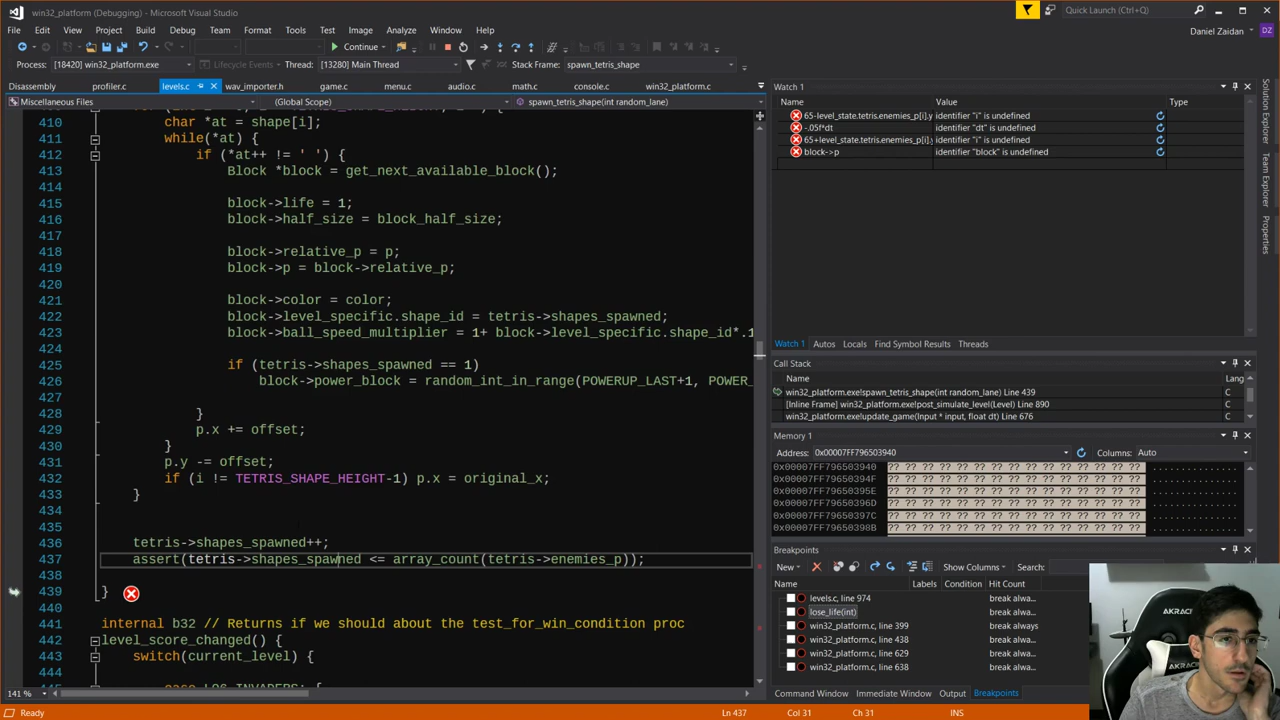 win32_platform (Debugging) - Microsoft Visual Studio
Quick Launch (Ctrl+Q)
File Edit View Project Build Debug Team Format Tools Test Image Analyze Window Help
Daniel Zaidan DZ
Continue
Process: [18420] win32_platform.exe Lifecycle Events Thread: [13280] Main Thread Stack Frame: spawn_tetris_shape
Disassembly profiler.c levels.c wav_importer.h game.c menu.c audio.c math.c console.c win32_platform.c
Miscellaneous Files (Global Scope) spawn_tetris_shape(int random_lane)
410 char *at = shape[i];
411 while(*at) {
412 if (*at++ != ' ') {
413 Block *block = get_next_available_block();
414
415 block->life = 1;
416 block->half_size = block_half_size;
417
418 block->relative_p = p;
419 block->p = block->relative_p;
420
421 block->color = color;
422 block->level_specific.shape_id = tetris->shapes_spawned;
423 block->ball_speed_multiplier = 1+ block->level_specific.shape_id*.1
424
425 if (tetris->shapes_spawned == 1)
426 block->power_block = random_int_in_range(POWERUP_LAST+1, POWER_
427
428 }
429 p.x += offset;
430 }
431 p.y -= offset;
432 if (i != TETRIS_SHAPE_HEIGHT-1) p.x = original_x;
433 }
434
435
436 tetris->shapes_spawned++;
437 assert(tetris->shapes_spawned <= array_count(tetris->enemies_p));
438
439 }
440
441 internal b32 // Returns if we should about the test_for_win_condition proc
442 level_score_changed() {
443 switch(current_level) {
444
141 %
Watch 1
Name Value Type
65-level_state.tetris.enemies_p[i].y identifier "i" is undefined
-.05f*dt identifier "dt" is undefined
65+level_state.tetris.enemies_p[i].y identifier "i" is undefined
block->p identifier "block" is undefined
Watch 1 Autos Locals Find Symbol Results Threads
Call Stack
Name Lang
win32_platform.exe!spawn_tetris_shape(int random_lane) Line 439 C
[Inline Frame] win32_platform.exe!post_simulate_level(Level) Line 890 C
win32_platform.exe!update_game(Input * input, float dt) Line 676 C
Memory 1
Address: 0x00007FF796503940 Columns: Auto
0x00007FF796503940 ?? ?? ?? ?? ?? ?? ?? ?? ?? ?? ?? ?? ?? ?? ?? ...............
0x00007FF79650394F ?? ?? ?? ?? ?? ?? ?? ?? ?? ?? ?? ?? ?? ?? ?? ...............
0x00007FF79650395E ?? ?? ?? ?? ?? ?? ?? ?? ?? ?? ?? ?? ?? ?? ?? ...............
0x00007FF79650396D ?? ?? ?? ?? ?? ?? ?? ?? ?? ?? ?? ?? ?? ?? ?? ...............
0x00007FF79650397C ?? ?? ?? ?? ?? ?? ?? ?? ?? ?? ?? ?? ?? ?? ?? ...............
0x00007FF79650398B ?? ?? ?? ?? ?? ?? ?? ?? ?? ?? ?? ?? ?? ?? ?? ...............
Breakpoints
New Show Columns
Name Labels Condition Hit Count
levels.c, line 974 break alwa...
lose_life(int) break alwa...
win32_platform.c, line 399 break always
win32_platform.c, line 438 break alwa...
win32_platform.c, line 629 break alwa...
win32_platform.c, line 638 break alwa...
Command Window Immediate Window Output Breakpoints
Team Explorer
Solution Explorer
Properties
AKRACING
Ready Ln 437 Col 31 Ch 31 INS